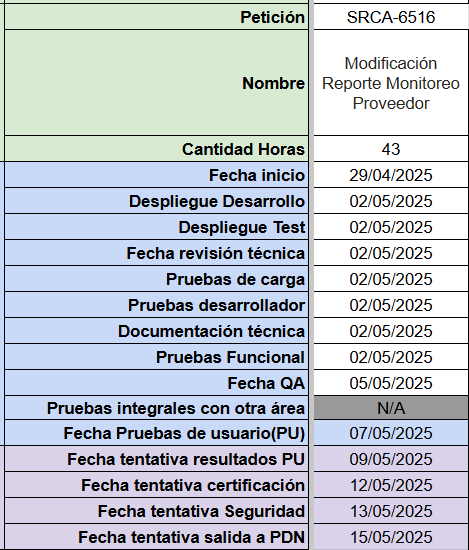 Petición SRCA-6516
Nombre Modificación
Reporte Monitoreo
Proveedor
Cantidad Horas 43
Fecha inicio 29/04/2025
Despliegue Desarrollo 02/05/2025
Despliegue Test 02/05/2025
Fecha revisión técnica 02/05/2025
Pruebas de carga 02/05/2025
Pruebas desarrollador 02/05/2025
Documentación técnica 02/05/2025
Pruebas Funcional 02/05/2025
Fecha QA 05/05/2025
Pruebas integrales con otra área N/A
Fecha Pruebas de usuario(PU) 07/05/2025
Fecha tentativa resultados PU 09/05/2025
Fecha tentativa certificación 12/05/2025
Fecha tentativa Seguridad 13/05/2025
Fecha tentativa salida a PDN 15/05/2025